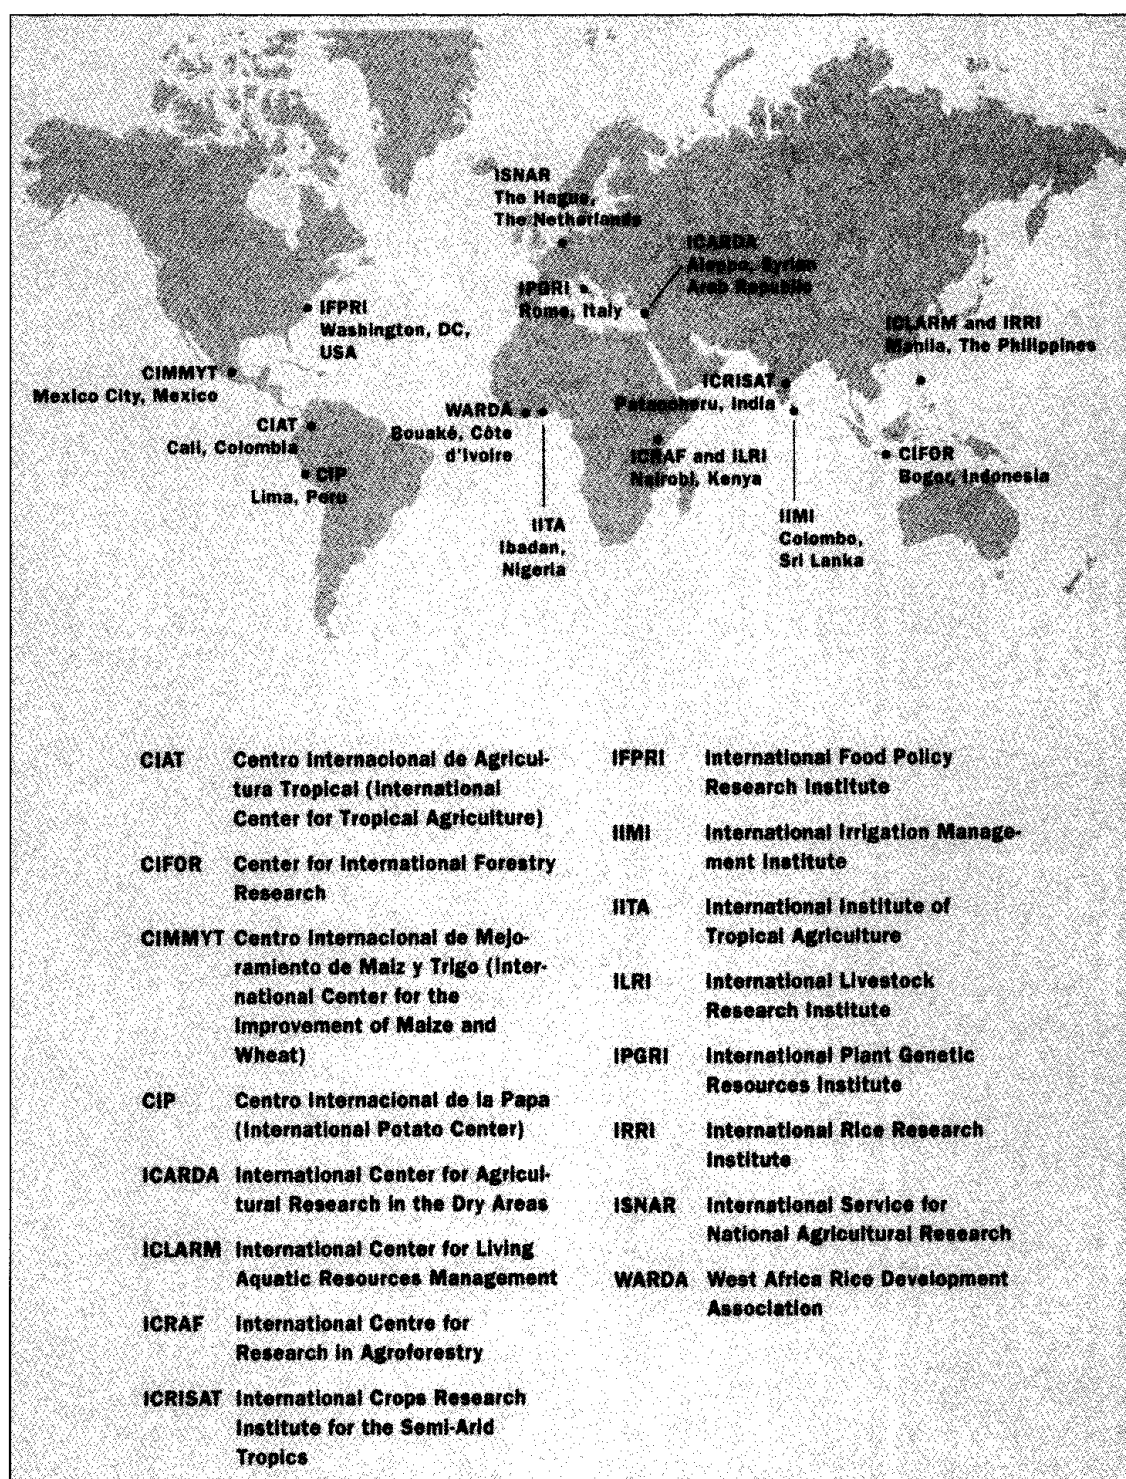 ISNAR
The Hague,
The Netherlands
ICARDA
Aleppo, Syrian
Arab Republic
IPGRI
Rome, Italy
IFPRI
Washington, DC,
USA
ICLARM and IRRI
Manila, The Philippines
CIMMYT
Mexico City, Mexico
ICRISAT
Patancheru, India
WARDA
Bouaké, Côte
d'Ivoire
CIAT
Cali, Colombia
ICRAF and ILRI
Nairobi, Kenya
CIFOR
Bogor, Indonesia
CIP
Lima, Peru
IITA
Ibadan,
Nigeria
IIMI
Colombo,
Sri Lanka
CIAT Centro Internacional de Agricul-
tura Tropical (International
Center for Tropical Agriculture)
CIFOR Center for International Forestry
Research
CIMMYT Centro Internacional de Mejo-
ramiento de Maiz y Trigo (Inter-
national Center for the
Improvement of Maize and
Wheat)
CIP Centro Internacional de la Papa
(International Potato Center)
ICARDA International Center for Agricul-
tural Research in the Dry Areas
ICLARM International Center for Living
Aquatic Resources Management
ICRAF International Centre for
Research in Agroforestry
ICRISAT International Crops Research
Institute for the Semi-Arid
Tropics
IFPRI International Food Policy
Research Institute
IIMI International Irrigation Manage-
ment Institute
IITA International Institute of
Tropical Agriculture
ILRI International Livestock
Research Institute
IPGRI International Plant Genetic
Resources Institute
IRRI International Rice Research
Institute
ISNAR International Service for
National Agricultural Research
WARDA West Africa Rice Development
Association